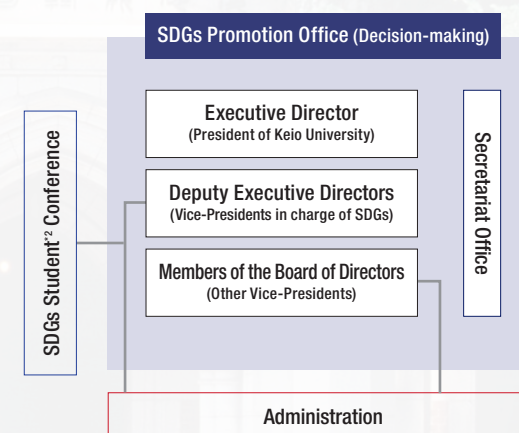 SDGs Promotion Office (Decision-making)
Executive Director
(President of Keio University)
Deputy Executive Directors
(Vice-Presidents in charge of SDGs)
Members of the Board of Directors
(Other Vice-Presidents)
Secretariat Office
SDGs Student*2 Conference
Administration